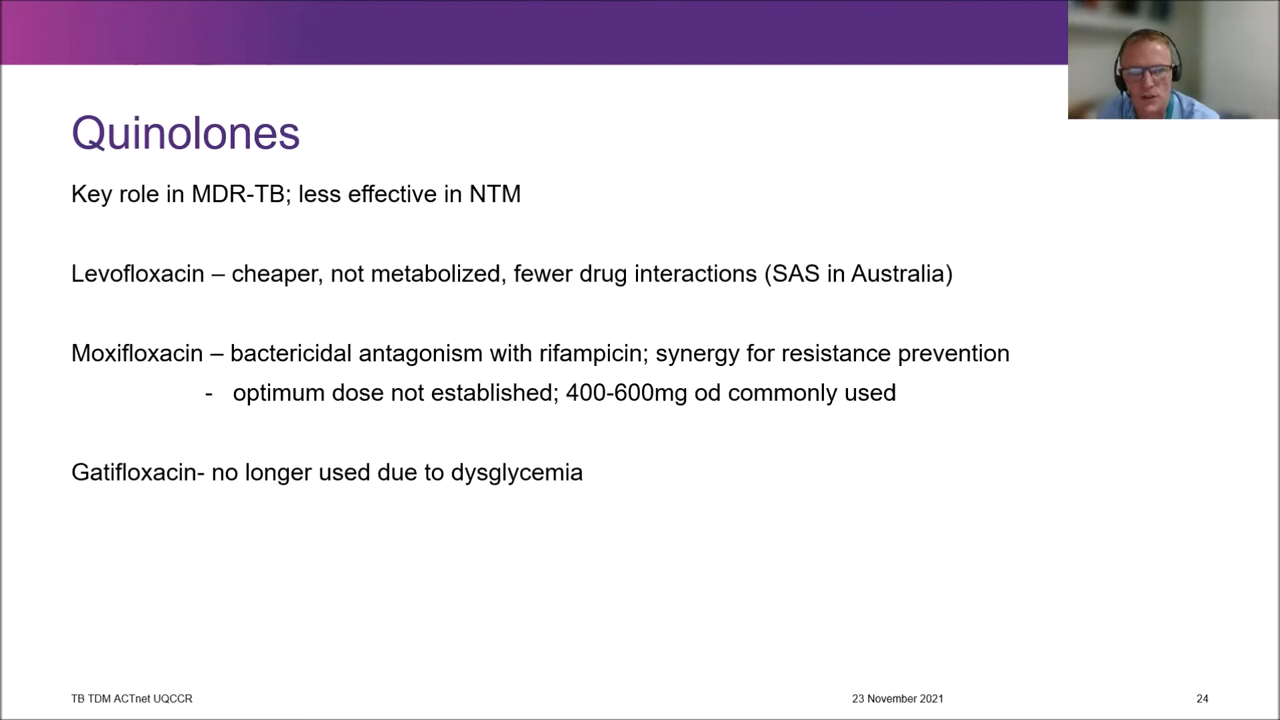 Quinolones
Key role in MDR-TB; less effective in NTM
Levofloxacin – cheaper, not metabolized, fewer drug interactions (SAS in Australia)
Moxifloxacin – bactericidal antagonism with rifampicin; synergy for resistance prevention
- optimum dose not established; 400-600mg od commonly used
Gatifloxacin- no longer used due to dysglycemia
TB TDM ACTnet UQCCR
23 November 2021
24